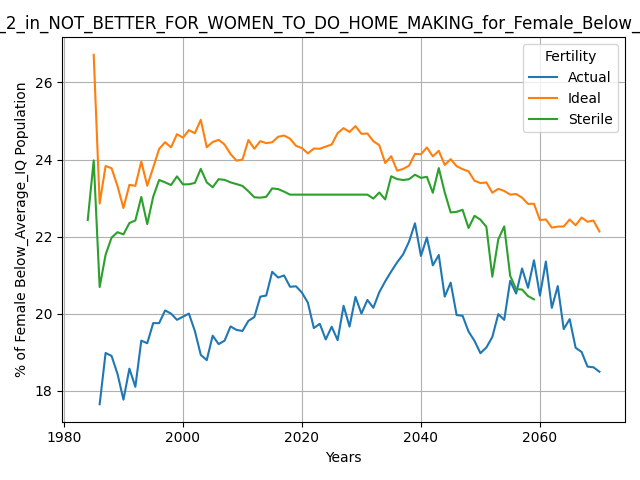 _2_in_NOT_BETTER_FOR_WOMEN_TO_DO_HOME_MAKING_for_Female_Below_
Fertility
Actual
Ideal
Sterile
% of Female Below_Average_IQ Population
26
24
22
20
18
1980
2000
2020
2040
2060
Years